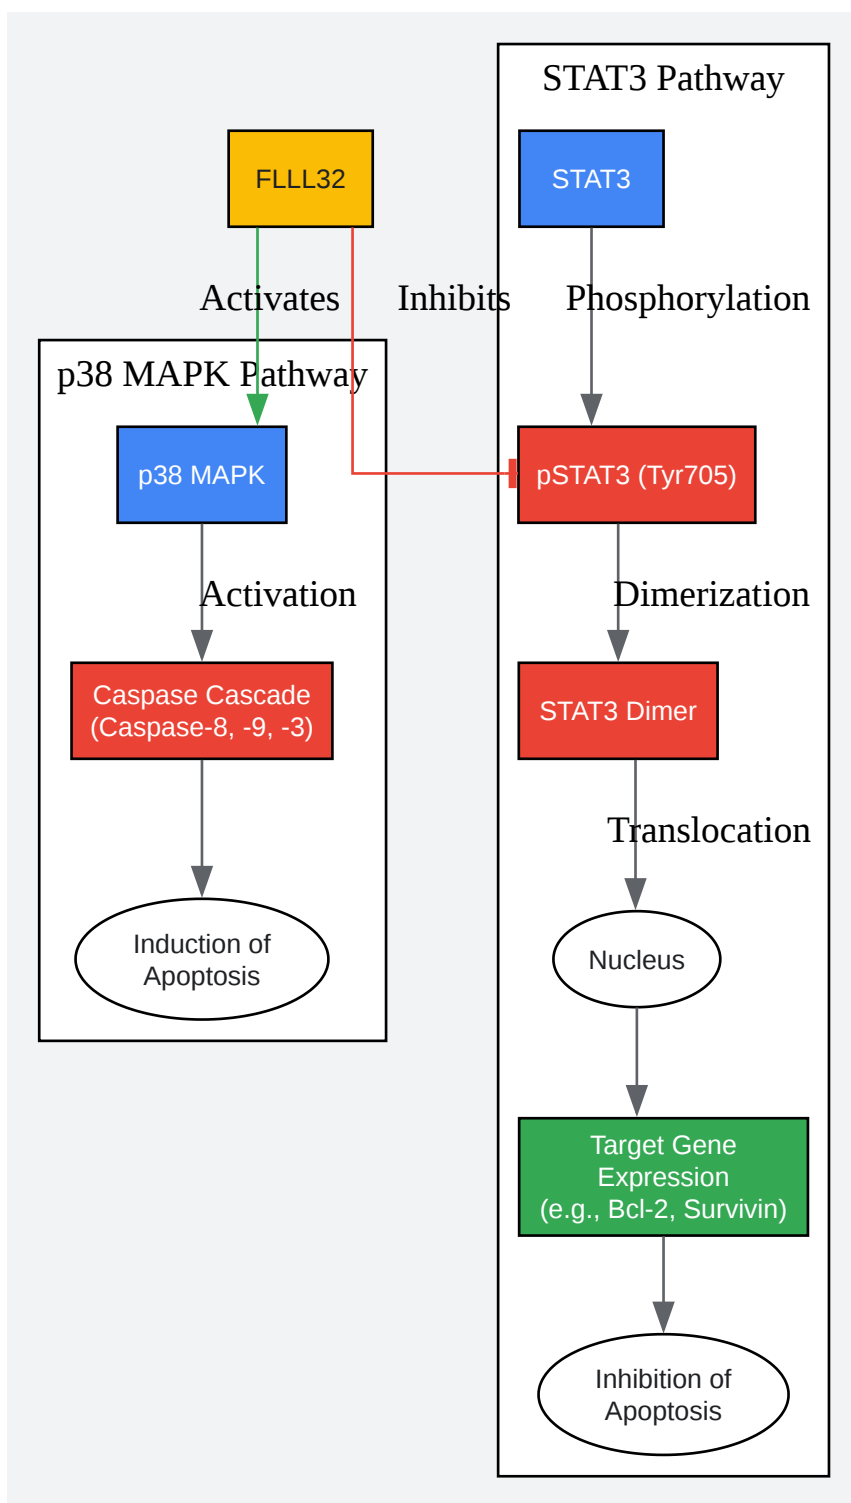 STAT3 Pathway
FLLL32
STAT3
Activates
Inhibits
Phosphorylation
p38 MAPK Pathway
p38 MAPK
pSTAT3 (Tyr705)
Activation
Dimerization
Caspase Cascade
(Caspase-8, -9, -3)
STAT3 Dimer
Translocation
Induction of
Apoptosis
Nucleus
Target Gene
Expression
(e.g., Bcl-2, Survivin)
Inhibition of
Apoptosis